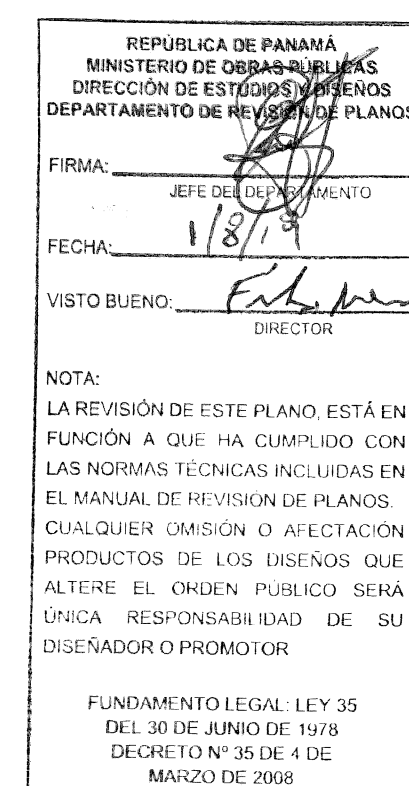 REPÚBLICA DE PANAMÁ
MINISTERIO DE OBRAS PUBLICAS
DIRECCIÓN DE ESTUDIOS Y DISEÑOS
DEPARTAMENTO DE REVISIÓN DE PLANOS
FIRMA:
JEFE DEL DEPARTAMENTO
FECHA: 1/8/19
VISTO BUENO:
DIRECTOR
NOTA:
LA REVISIÓN DE ESTE PLANO, ESTÁ EN
FUNCIÓN A QUE HA CUMPLIDO CON
LAS NORMAS TÉCNICAS INCLUIDAS EN
EL MANUAL DE REVISIÓN DE PLANOS.
CUALQUIER OMISIÓN O AFECTACIÓN
PRODUCTOS DE LOS DISEÑOS QUE
ALTERE EL ORDEN PÚBLICO SERÁ
ÚNICA RESPONSABILIDAD DE SU
DISEÑADOR O PROMOTOR
FUNDAMENTO LEGAL: LEY 35
DEL 30 DE JUNIO DE 1978
DECRETO Nº 35 DE 4 DE
MARZO DE 2008